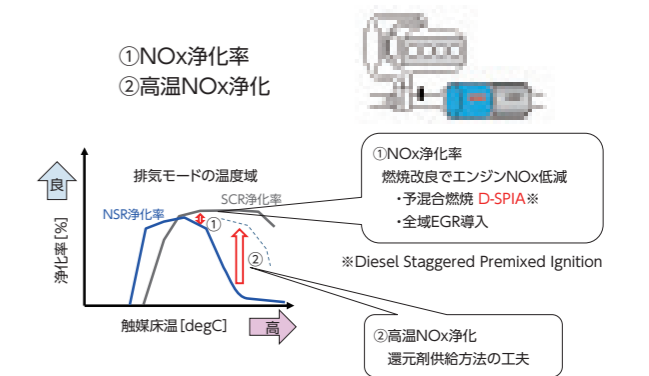 ①NOx浄化率
②高温NOx浄化
良
排気モードの温度域
SCR浄化率
NSR浄化率
①
②
浄化率[%]
触媒床温[degC]
高
①NOx浄化率
燃焼改良でエンジンNOx低減
・予混合燃焼 D-SPIA※
・全域EGR導入
※Diesel Staggered Premixed Ignition
②高温NOx浄化
還元剤供給方法の工夫